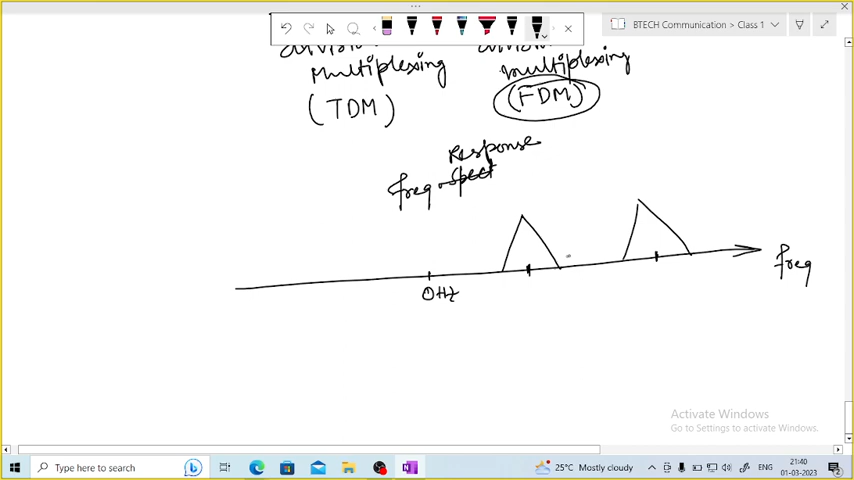 BTECH Communication > Class 1
Multiplexing multiplexing
(TDM) (FDM)
Response
freq.
freq
0Hz
Activate Windows
Go to Settings to activate Windows.
Type here to search
25°C Mostly cloudy
ENG
21:40
01-03-2023
2